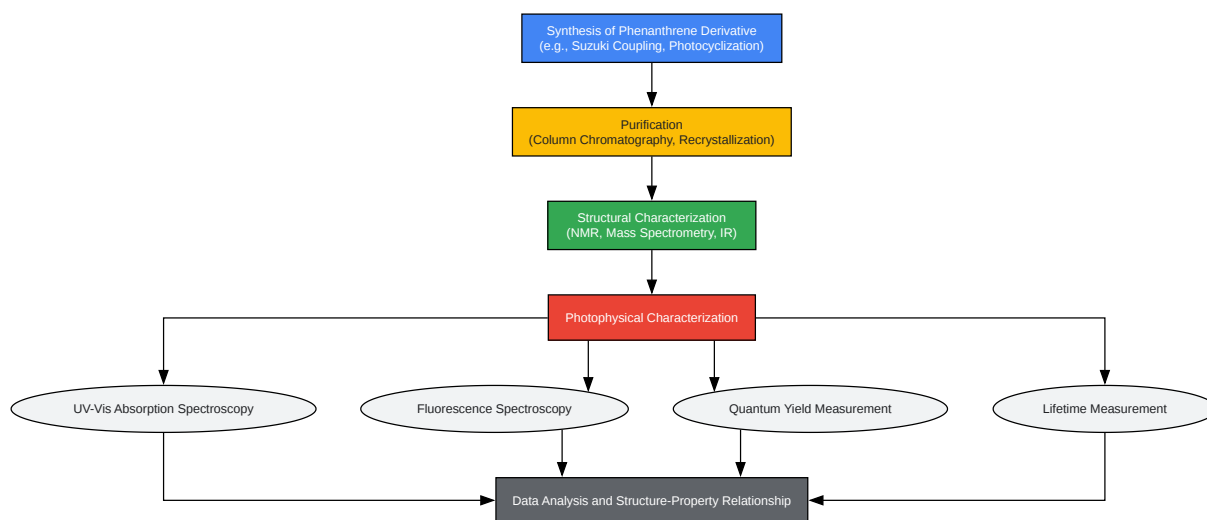 Synthesis of Phenanthrene Derivative
(e.g., Suzuki Coupling, Photocyclization)
Purification
(Column Chromatography, Recrystallization)
Structural Characterization
(NMR, Mass Spectrometry, IR)
Photophysical Characterization
UV-Vis Absorption Spectroscopy
Fluorescence Spectroscopy
Quantum Yield Measurement
Lifetime Measurement
Data Analysis and Structure-Property Relationship